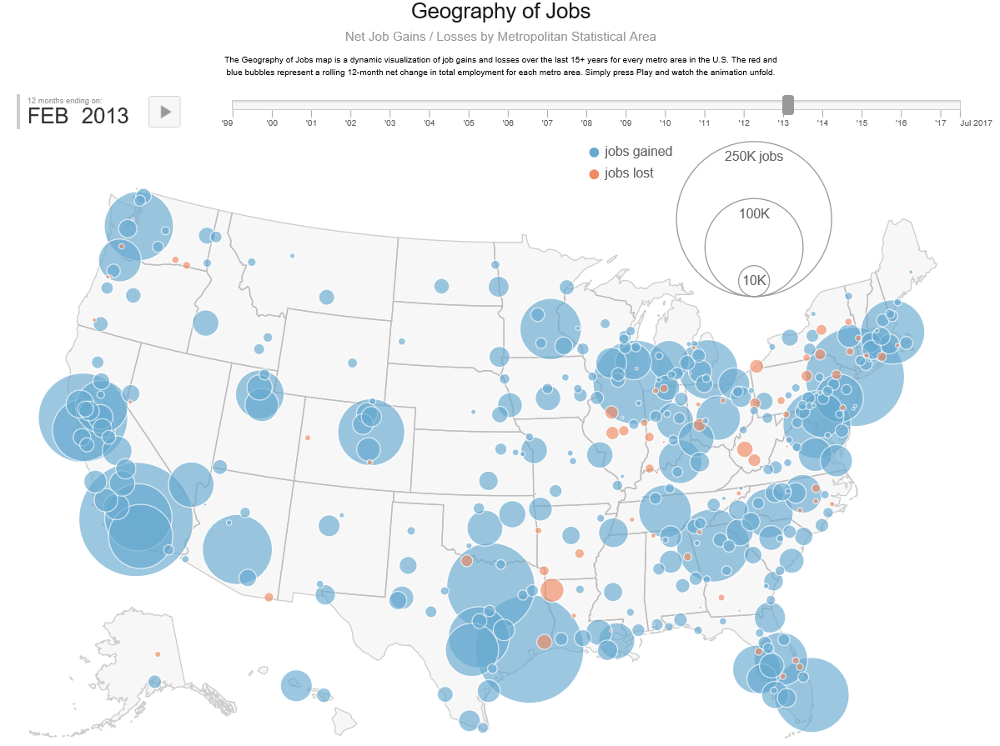 Geography of Jobs
Net Job Gains / Losses by Metropolitan Statistical Area
The Geography of Jobs map is a dynamic visualization of job gains and losses over the last 15+ years for every metro area in the U.S. The red and
blue bubbles represent a rolling 12-month net change in total employment for each metro area. Simply press Play and watch the animation unfold.
12 months ending on:
FEB 2013
'99 '00 '01 '02 '03 '04 '05 '06 '07 '08 '09 '10 '11 '12 '13 '14 '15 '16 '17 Jul 2017
jobs gained
jobs lost
250K jobs
100K
10K